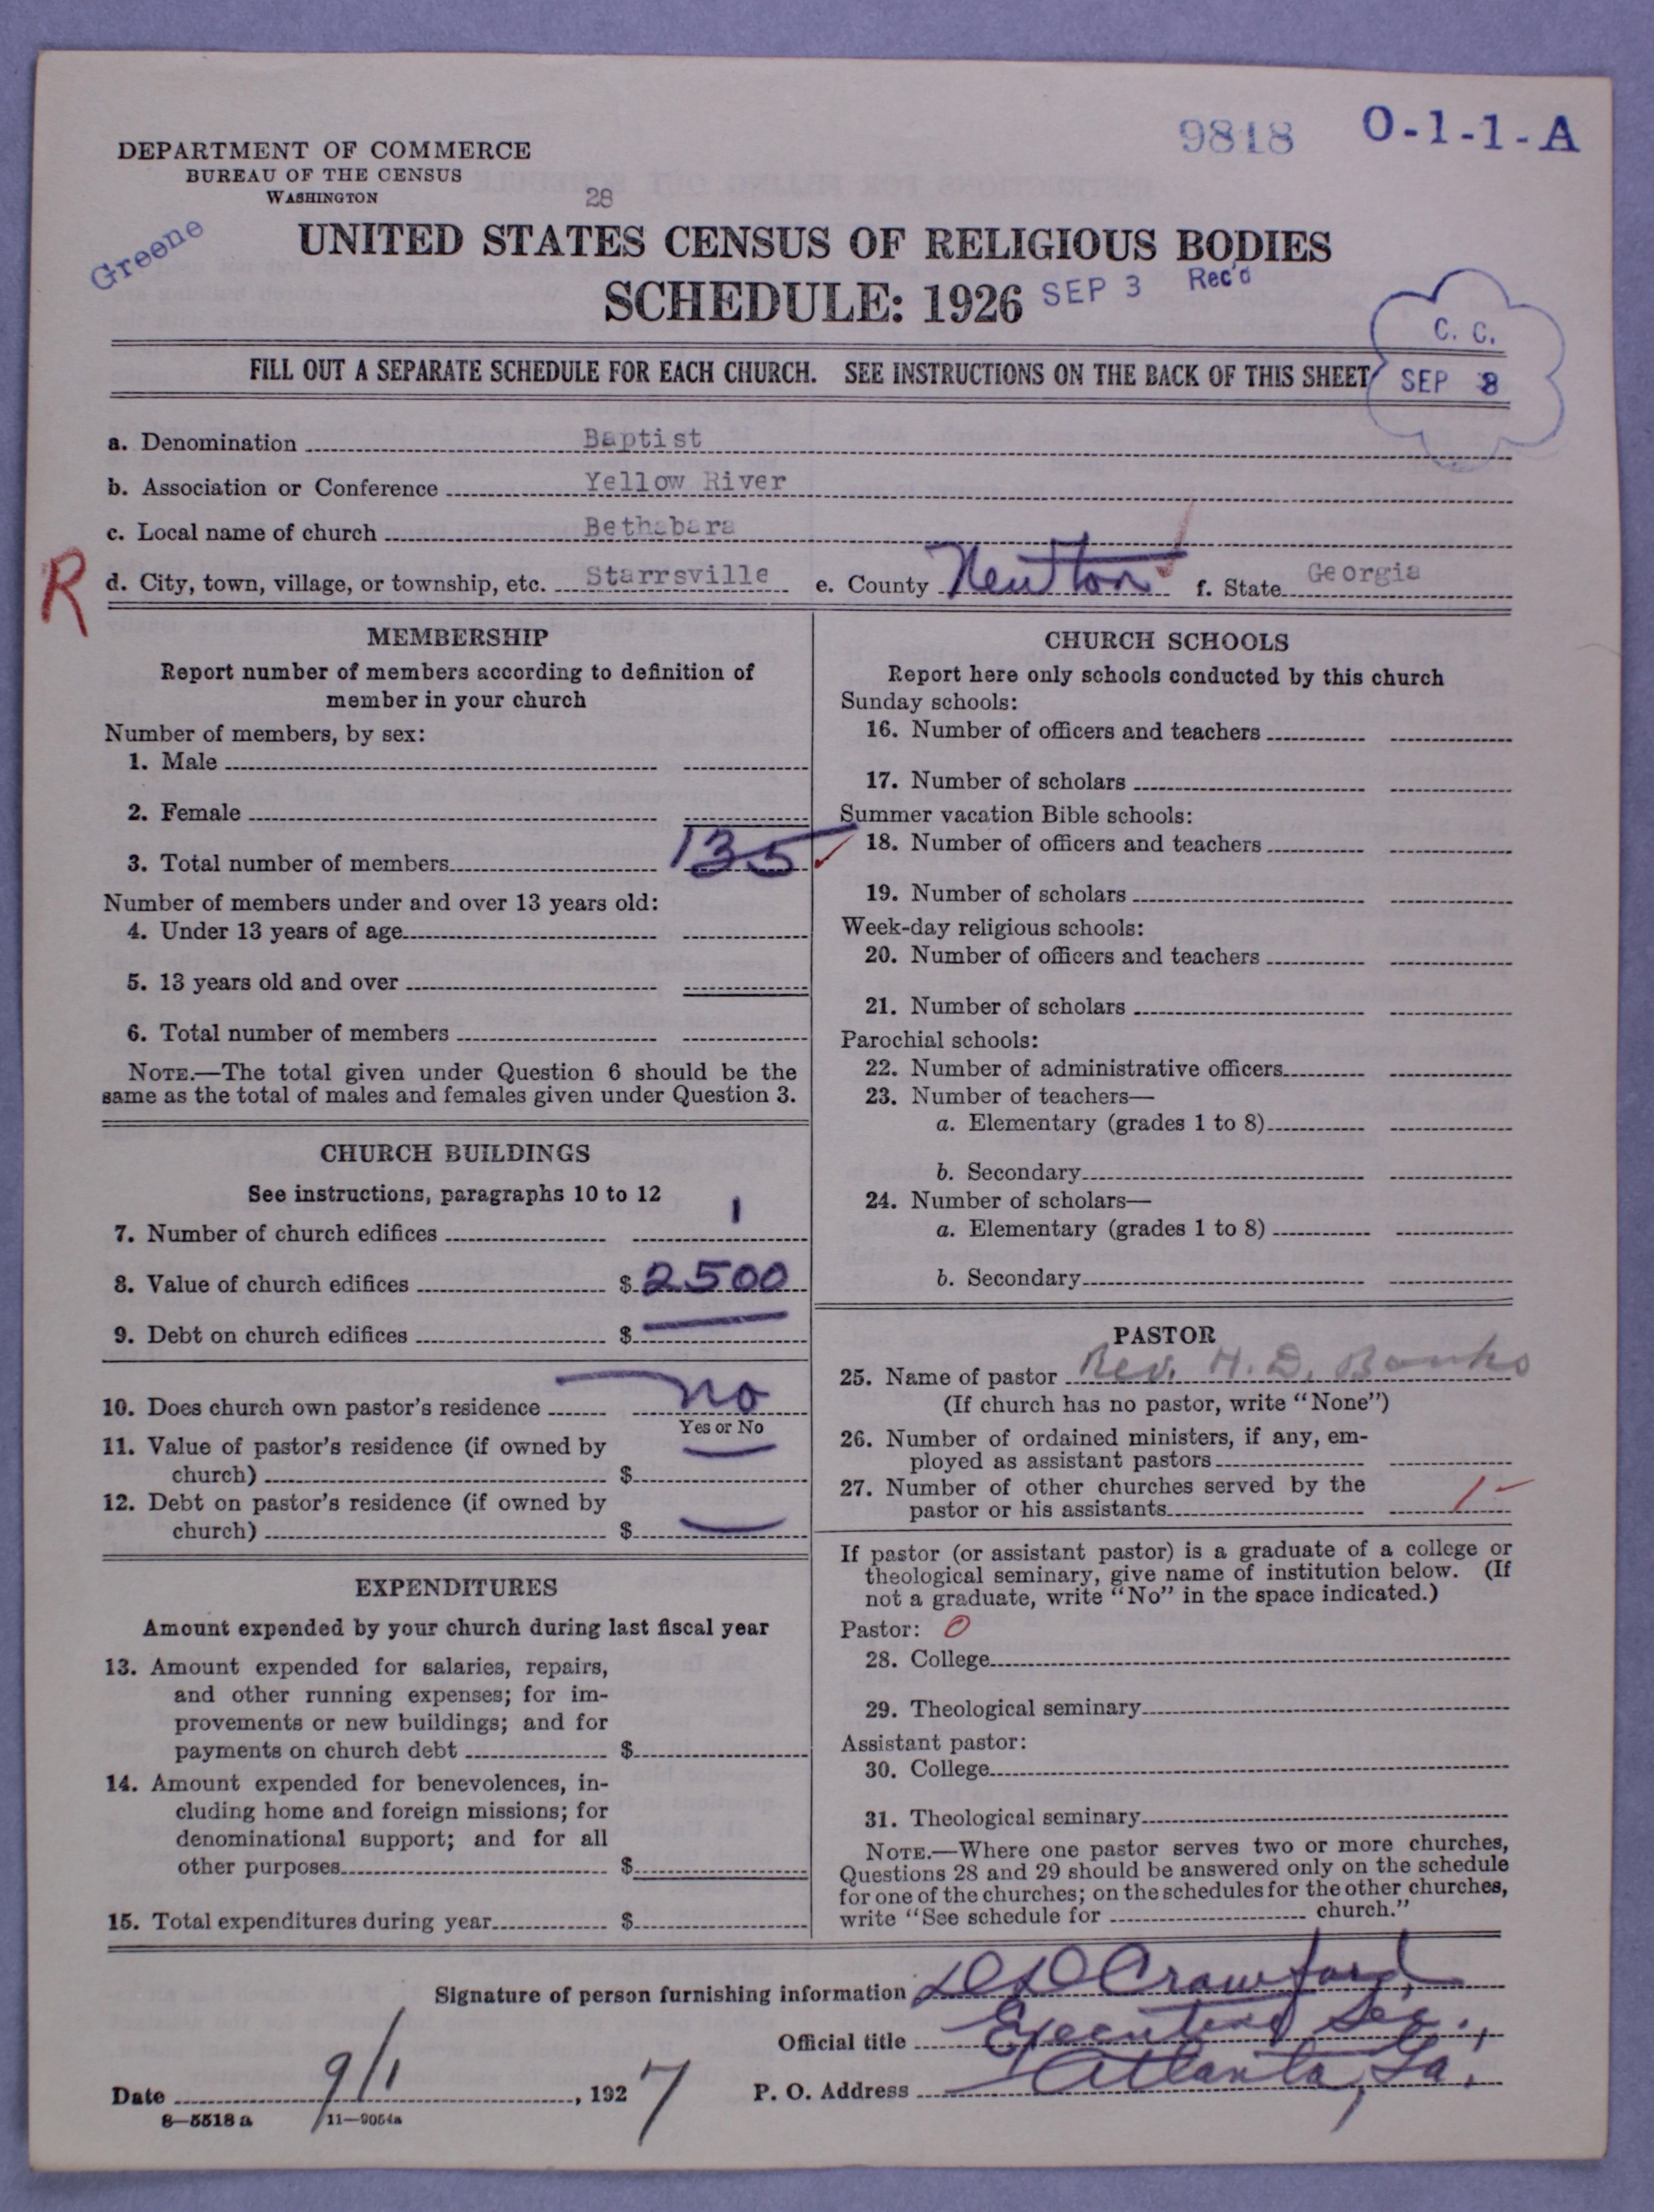 9818 O-1-1-A
DEPARTMENT OF COMMERCE
BUREAU OF THE CENSUS
WASHINGTON
28
Greene
UNITED STATES CENSUS OF RELIGIOUS BODIES
SCHEDULE: 1926 SEP 3 Rec'd
C. C.
SEP 8
FILL OUT A SEPARATE SCHEDULE FOR EACH CHURCH. SEE INSTRUCTIONS ON THE BACK OF THIS SHEET
a. Denomination Baptist
b. Association or Conference Yellow River
c. Local name of church Bethabara
R
d. City, town, village, or township, etc. Starrsville e. County Newton f. State Georgia
MEMBERSHIP
Report number of members according to definition of
member in your church
Number of members, by sex:
1. Male
2. Female
3. Total number of members 135
Number of members under and over 13 years old:
4. Under 13 years of age
5. 13 years old and over
6. Total number of members
NOTE.—The total given under Question 6 should be the
same as the total of males and females given under Question 3.
CHURCH BUILDINGS
See instructions, paragraphs 10 to 12
7. Number of church edifices 1
8. Value of church edifices $ 2500
9. Debt on church edifices $
10. Does church own pastor's residence no
Yes or No
11. Value of pastor's residence (if owned by
church) $
12. Debt on pastor's residence (if owned by
church) $
EXPENDITURES
Amount expended by your church during last fiscal year
13. Amount expended for salaries, repairs,
and other running expenses; for im-
provements or new buildings; and for
payments on church debt $
14. Amount expended for benevolences, in-
cluding home and foreign missions; for
denominational support; and for all
other purposes $
15. Total expenditures during year $
CHURCH SCHOOLS
Report here only schools conducted by this church
Sunday schools:
16. Number of officers and teachers
17. Number of scholars
Summer vacation Bible schools:
18. Number of officers and teachers
19. Number of scholars
Week-day religious schools:
20. Number of officers and teachers
21. Number of scholars
Parochial schools:
22. Number of administrative officers
23. Number of teachers—
a. Elementary (grades 1 to 8)
b. Secondary
24. Number of scholars—
a. Elementary (grades 1 to 8)
b. Secondary
PASTOR
25. Name of pastor Rev. H. D. Banks
(If church has no pastor, write "None")
26. Number of ordained ministers, if any, em-
ployed as assistant pastors
27. Number of other churches served by the
pastor or his assistants 1-
If pastor (or assistant pastor) is a graduate of a college or
theological seminary, give name of institution below. (If
not a graduate, write "No" in the space indicated.)
Pastor: 0
28. College
29. Theological seminary
Assistant pastor:
30. College
31. Theological seminary
NOTE.—Where one pastor serves two or more churches,
Questions 28 and 29 should be answered only on the schedule
for one of the churches; on the schedules for the other churches,
write "See schedule for church."
Signature of person furnishing information D D Crawford
Official title Executive Sec.,
Date 9/1, 1927 P. O. Address Atlanta, Ga.
8—5518 a 11—9054a